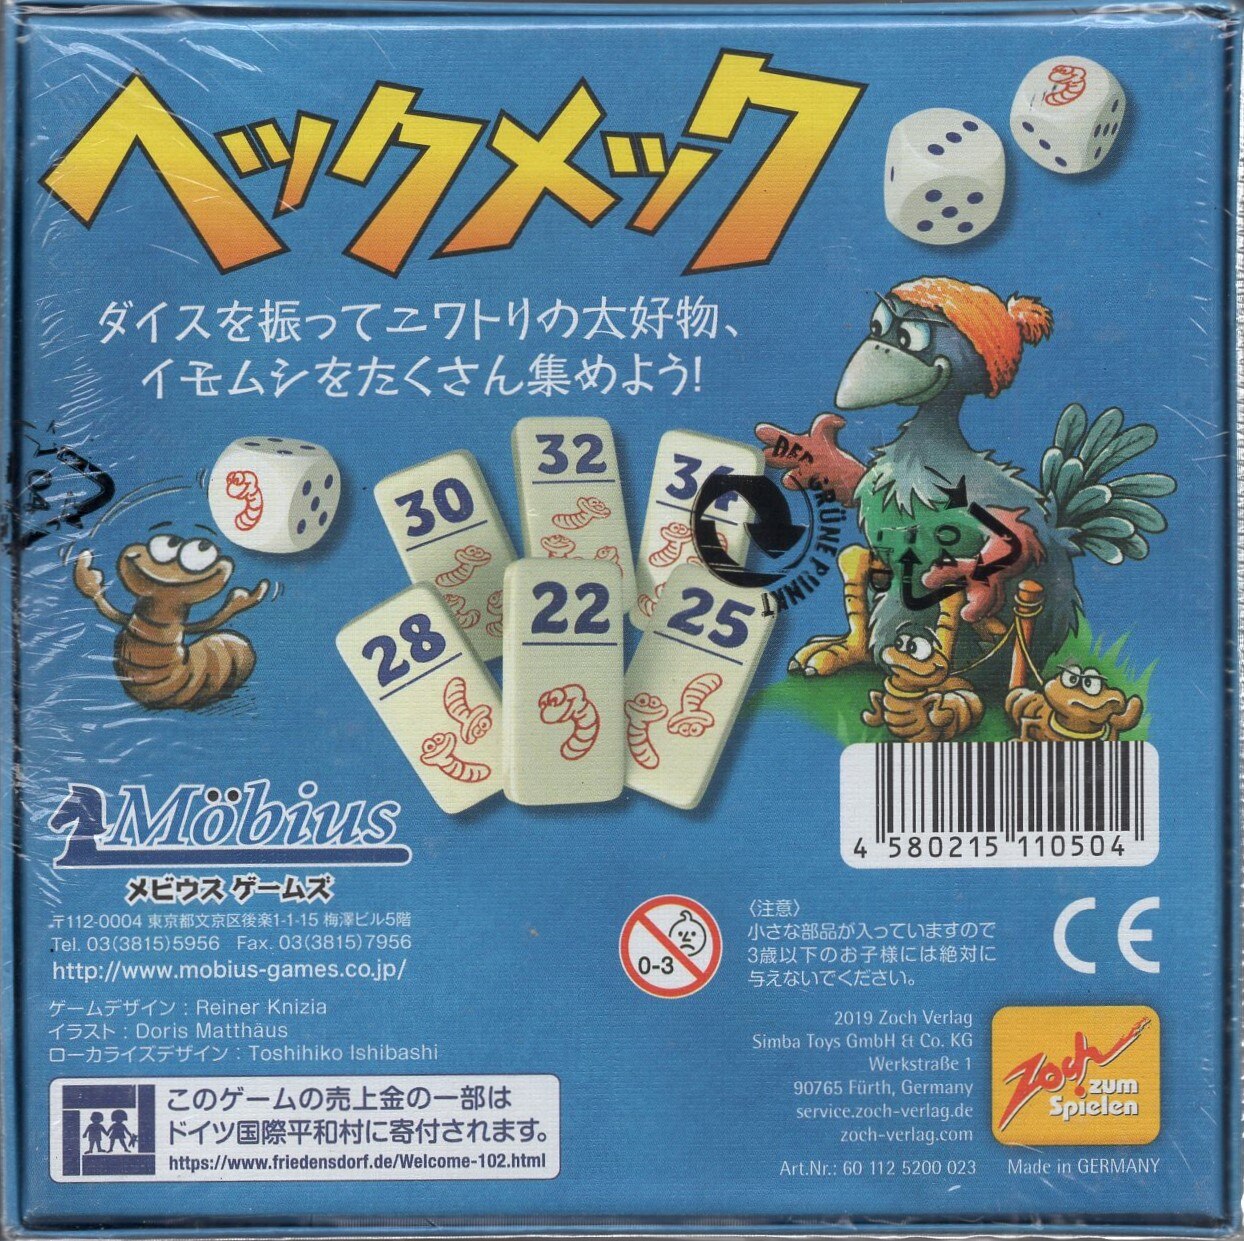 ヘックメック
ダイスを振ってニワトリの大好物、
イモムシをたくさん集めよう!
32
30
34
22
28
25
DER GRÜNE PUNKT
04
04
4 580215 110504
Möbius
メビウス ゲームズ
〒112-0004 東京都文京区後楽1-1-15 梅澤ビル5階
Tel. 03(3815)5956 Fax. 03(3815)7956
http://www.mobius-games.co.jp/
ゲームデザイン : Reiner Knizia
イラスト : Doris Matthäus
ローカライズデザイン : Toshihiko Ishibashi
このゲームの売上金の一部は
ドイツ国際平和村に寄付されます。
https://www.friedensdorf.de/Welcome-102.html
0-3
〈注意〉
小さな部品が入っていますので
3歳以下のお子様には絶対に
与えないでください。
CE
2019 Zoch Verlag
Simba Toys GmbH & Co. KG
Werkstraße 1
90765 Fürth, Germany
service.zoch-verlag.de
zoch-verlag.com
Art.Nr.: 60 112 5200 023
Zoch
zum
Spielen
Made in GERMANY